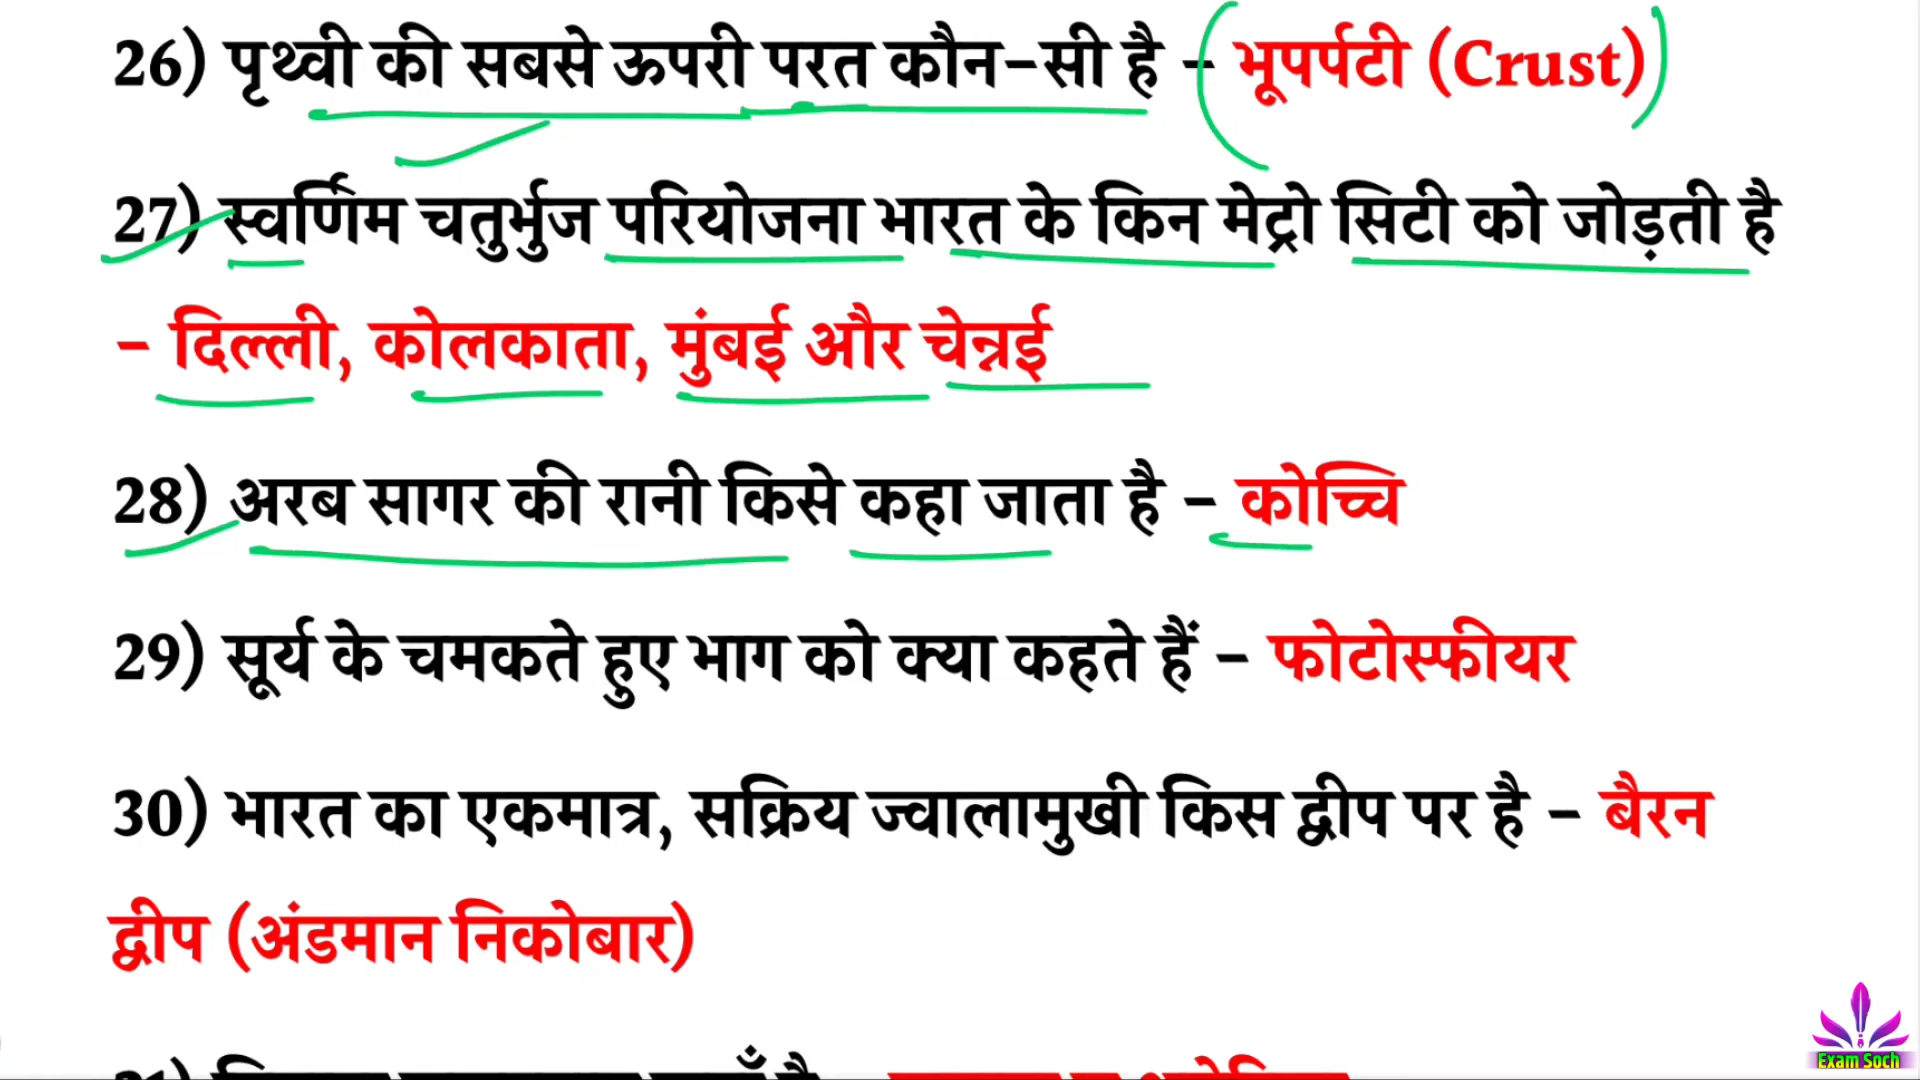 26) पृथ्वी की सबसे ऊपरी परत कौन-सी है - भूपर्पटी (Crust)
27) स्वर्णिम चतुर्भुज परियोजना भारत के किन मेट्रो सिटी को जोड़ती है
- दिल्ली, कोलकाता, मुंबई और चेन्नई
28) अरब सागर की रानी किसे कहा जाता है - कोच्चि
29) सूर्य के चमकते हुए भाग को क्या कहते हैं - फोटोस्फीयर
30) भारत का एकमात्र, सक्रिय ज्वालामुखी किस द्वीप पर है - बैरन
द्वीप (अंडमान निकोबार)
Exam Soch